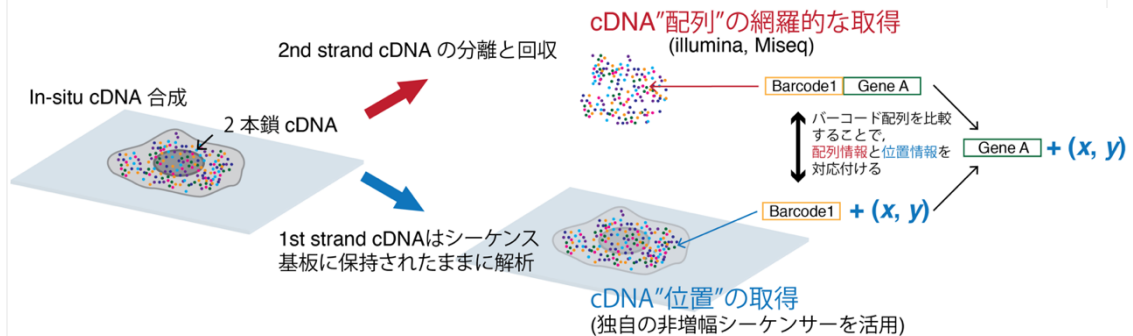 In-situ cDNA 合成
2 本鎖 cDNA
2nd strand cDNA の分離と回収
1st strand cDNAはシーケンス
基板に保持されたままに解析
cDNA”配列”の網羅的な取得
(illumina, Miseq)
Barcode1 Gene A
バーコード配列を比較
することで,
配列情報と位置情報を
対応付ける
Gene A + (x, y)
Barcode1 + (x, y)
cDNA”位置”の取得
(独自の非増幅シーケンサーを活用)